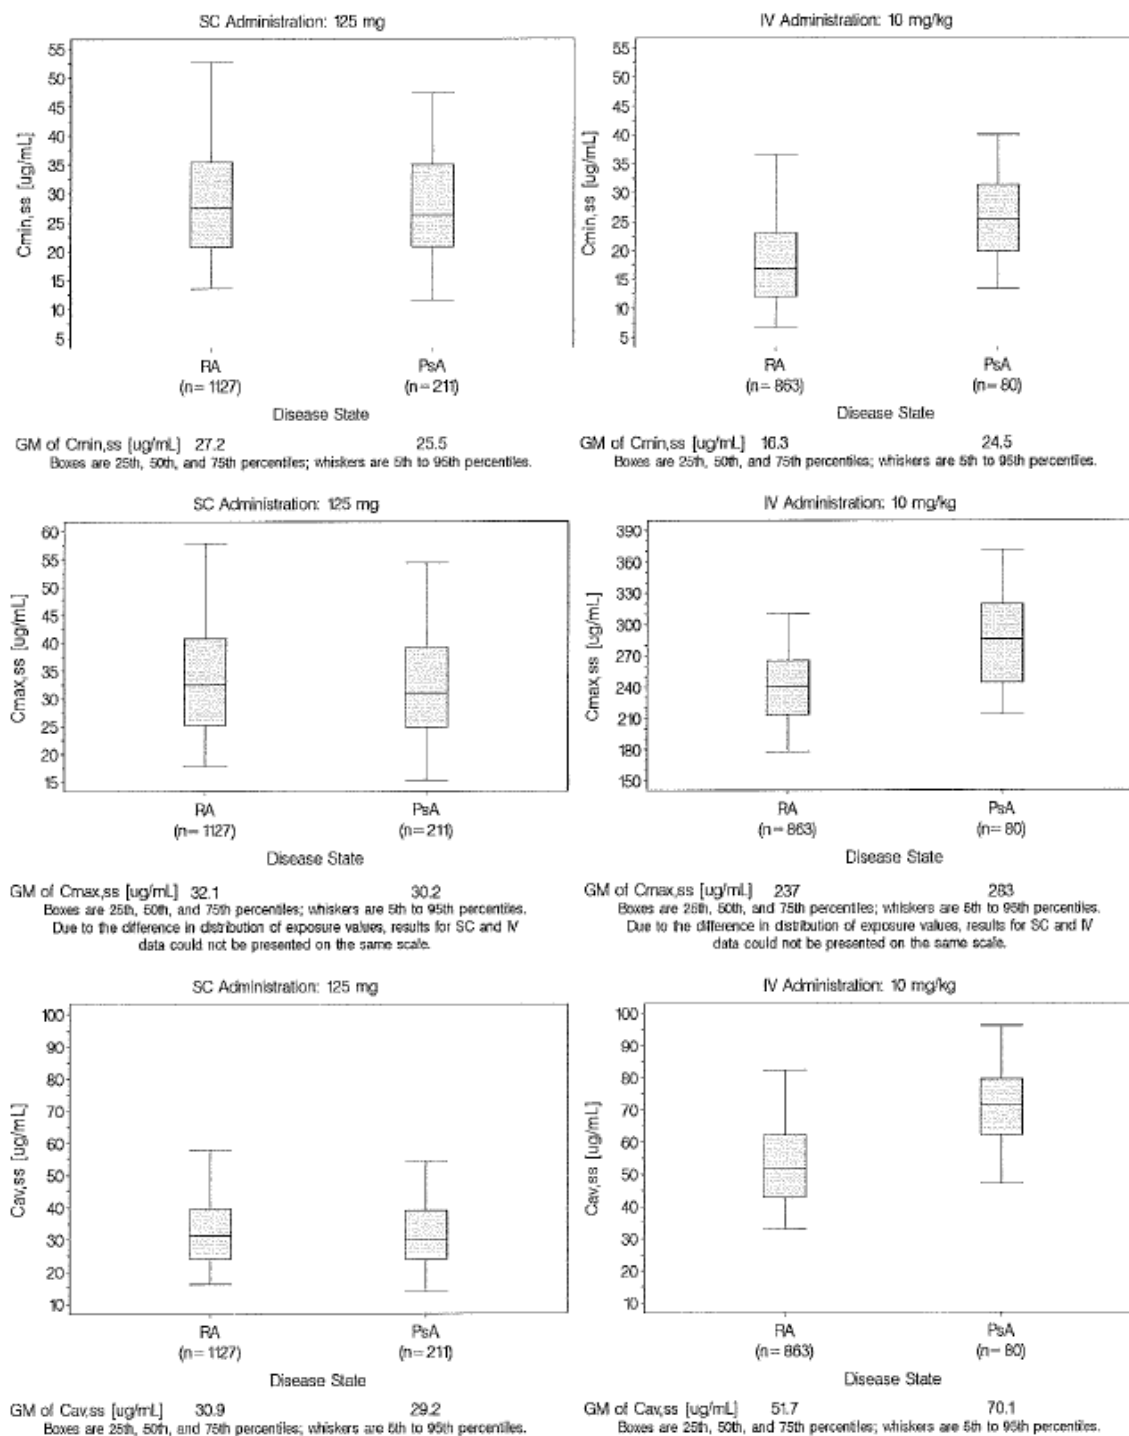 SC Administration: 125 mg
Cmin,ss [ug/mL]
55
50
45
40
35
30
25
20
15
10
5
RA
(n=1127)
PsA
(n=211)
Disease State
GM of Cmin,ss [ug/mL] 27.2 25.5
Boxes are 25th, 50th, and 75th percentiles; whiskers are 5th to 95th percentiles.
IV Administration: 10 mg/kg
Cmin,ss [ug/mL]
55
50
45
40
35
30
25
20
15
10
5
RA
(n=863)
PsA
(n=80)
Disease State
GM of Cmin,ss [ug/mL] 16.3 24.5
Boxes are 25th, 50th, and 75th percentiles; whiskers are 5th to 95th percentiles.
SC Administration: 125 mg
Cmax,ss [ug/mL]
60
55
50
45
40
35
30
25
20
15
RA
(n=1127)
PsA
(n=211)
Disease State
GM of Cmax,ss [ug/mL] 32.1 30.2
Boxes are 25th, 50th, and 75th percentiles; whiskers are 5th to 95th percentiles.
Due to the difference in distribution of exposure values, results for SC and IV
data could not be presented on the same scale.
IV Administration: 10 mg/kg
Cmax,ss [ug/mL]
390
360
330
300
270
240
210
180
150
RA
(n=863)
PsA
(n=80)
Disease State
GM of Cmax,ss [ug/mL] 237 283
Boxes are 25th, 50th, and 75th percentiles; whiskers are 5th to 95th percentiles.
Due to the difference in distribution of exposure values, results for SC and IV
data could not be presented on the same scale.
SC Administration: 125 mg
Cav,ss [ug/mL]
100
90
80
70
60
50
40
30
20
10
RA
(n=1127)
PsA
(n=211)
Disease State
GM of Cav,ss [ug/mL] 30.9 29.2
Boxes are 25th, 50th, and 75th percentiles; whiskers are 5th to 95th percentiles.
IV Administration: 10 mg/kg
Cav,ss [ug/mL]
100
90
80
70
60
50
40
30
20
10
RA
(n=863)
PsA
(n=80)
Disease State
GM of Cav,ss [ug/mL] 51.7 70.1
Boxes are 25th, 50th, and 75th percentiles; whiskers are 5th to 95th percentiles.